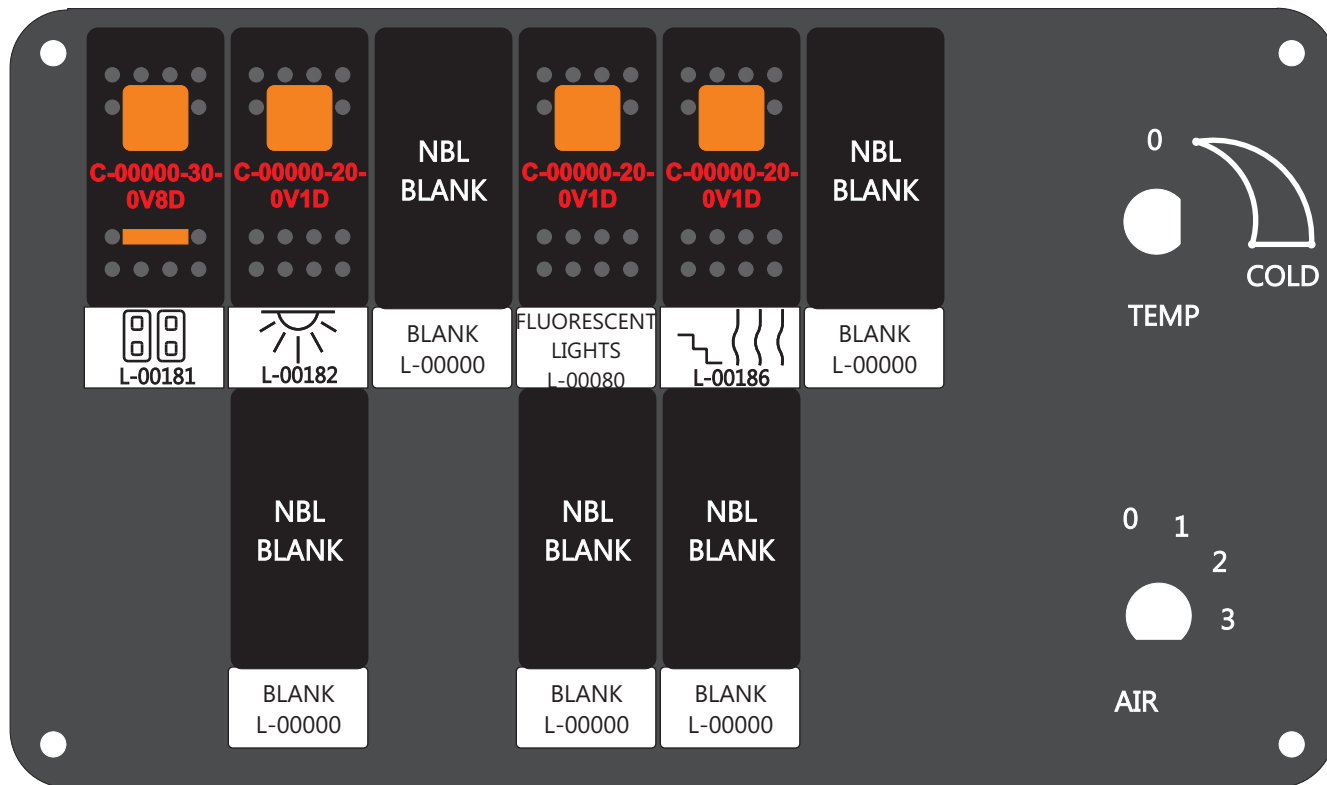 C-00000-30-
0V8D
L-00181
C-00000-20-
0V1D
L-00182
NBL
BLANK
BLANK
L-00000
C-00000-20-
0V1D
FLUORESCENT
LIGHTS
L-00080
C-00000-20-
0V1D
L-00186
NBL
BLANK
BLANK
L-00000
0
COLD
TEMP
NBL
BLANK
BLANK
L-00000
NBL
BLANK
BLANK
L-00000
NBL
BLANK
BLANK
L-00000
0
1
2
3
AIR